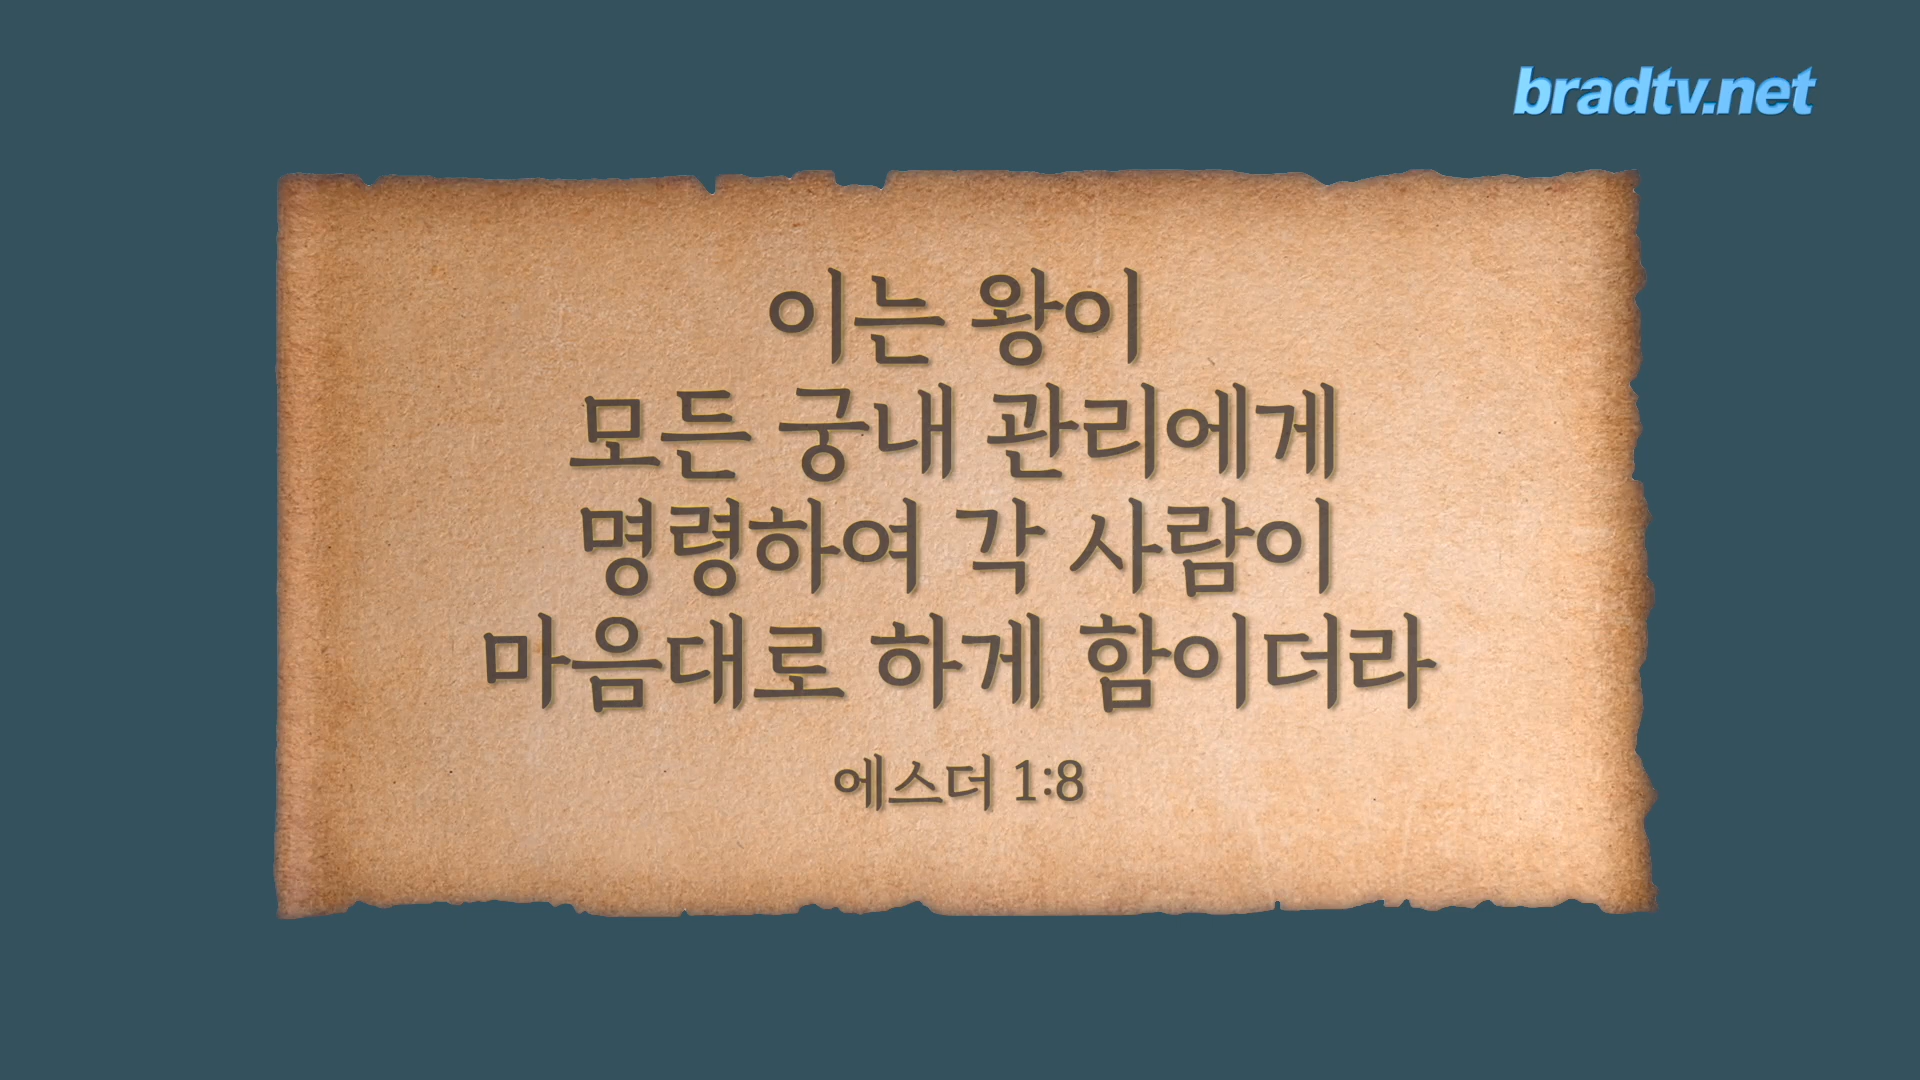 bradtv.net
이는 왕이
모든 궁내 관리에게
명령하여 각 사람이
마음대로 하게 함이더라
에스더 1:8